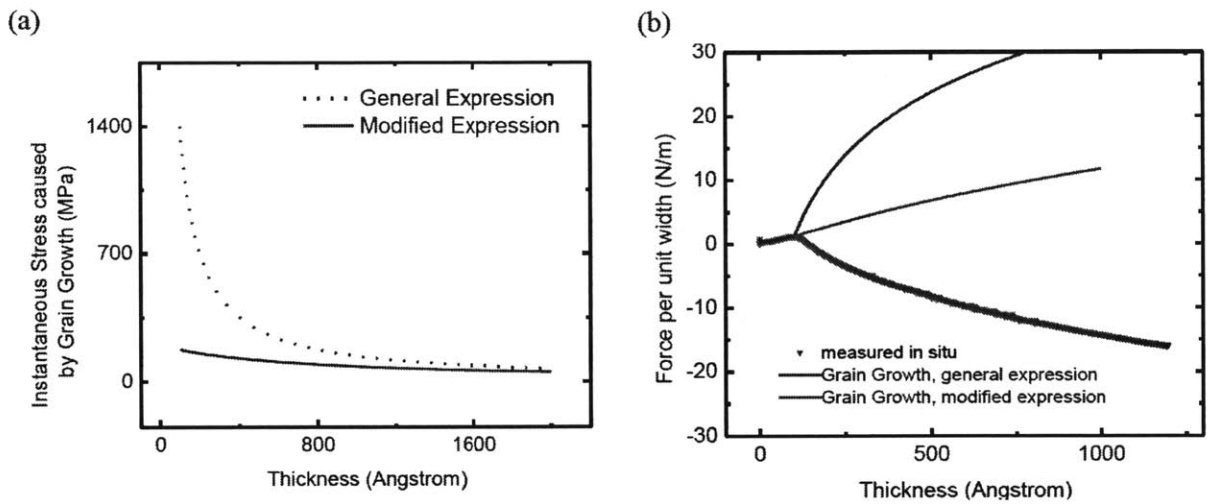 (a)
General Expression
Modified Expression
Instantaneous Stress caused
by Grain Growth (MPa)
1400
700
0
0
800
1600
Thickness (Angstrom)
(b)
Force per unit width (N/m)
30
20
10
0
-10
-20
-30
measured in situ
Grain Growth, general expression
Grain Growth, modified expression
0
500
1000
Thickness (Angstrom)